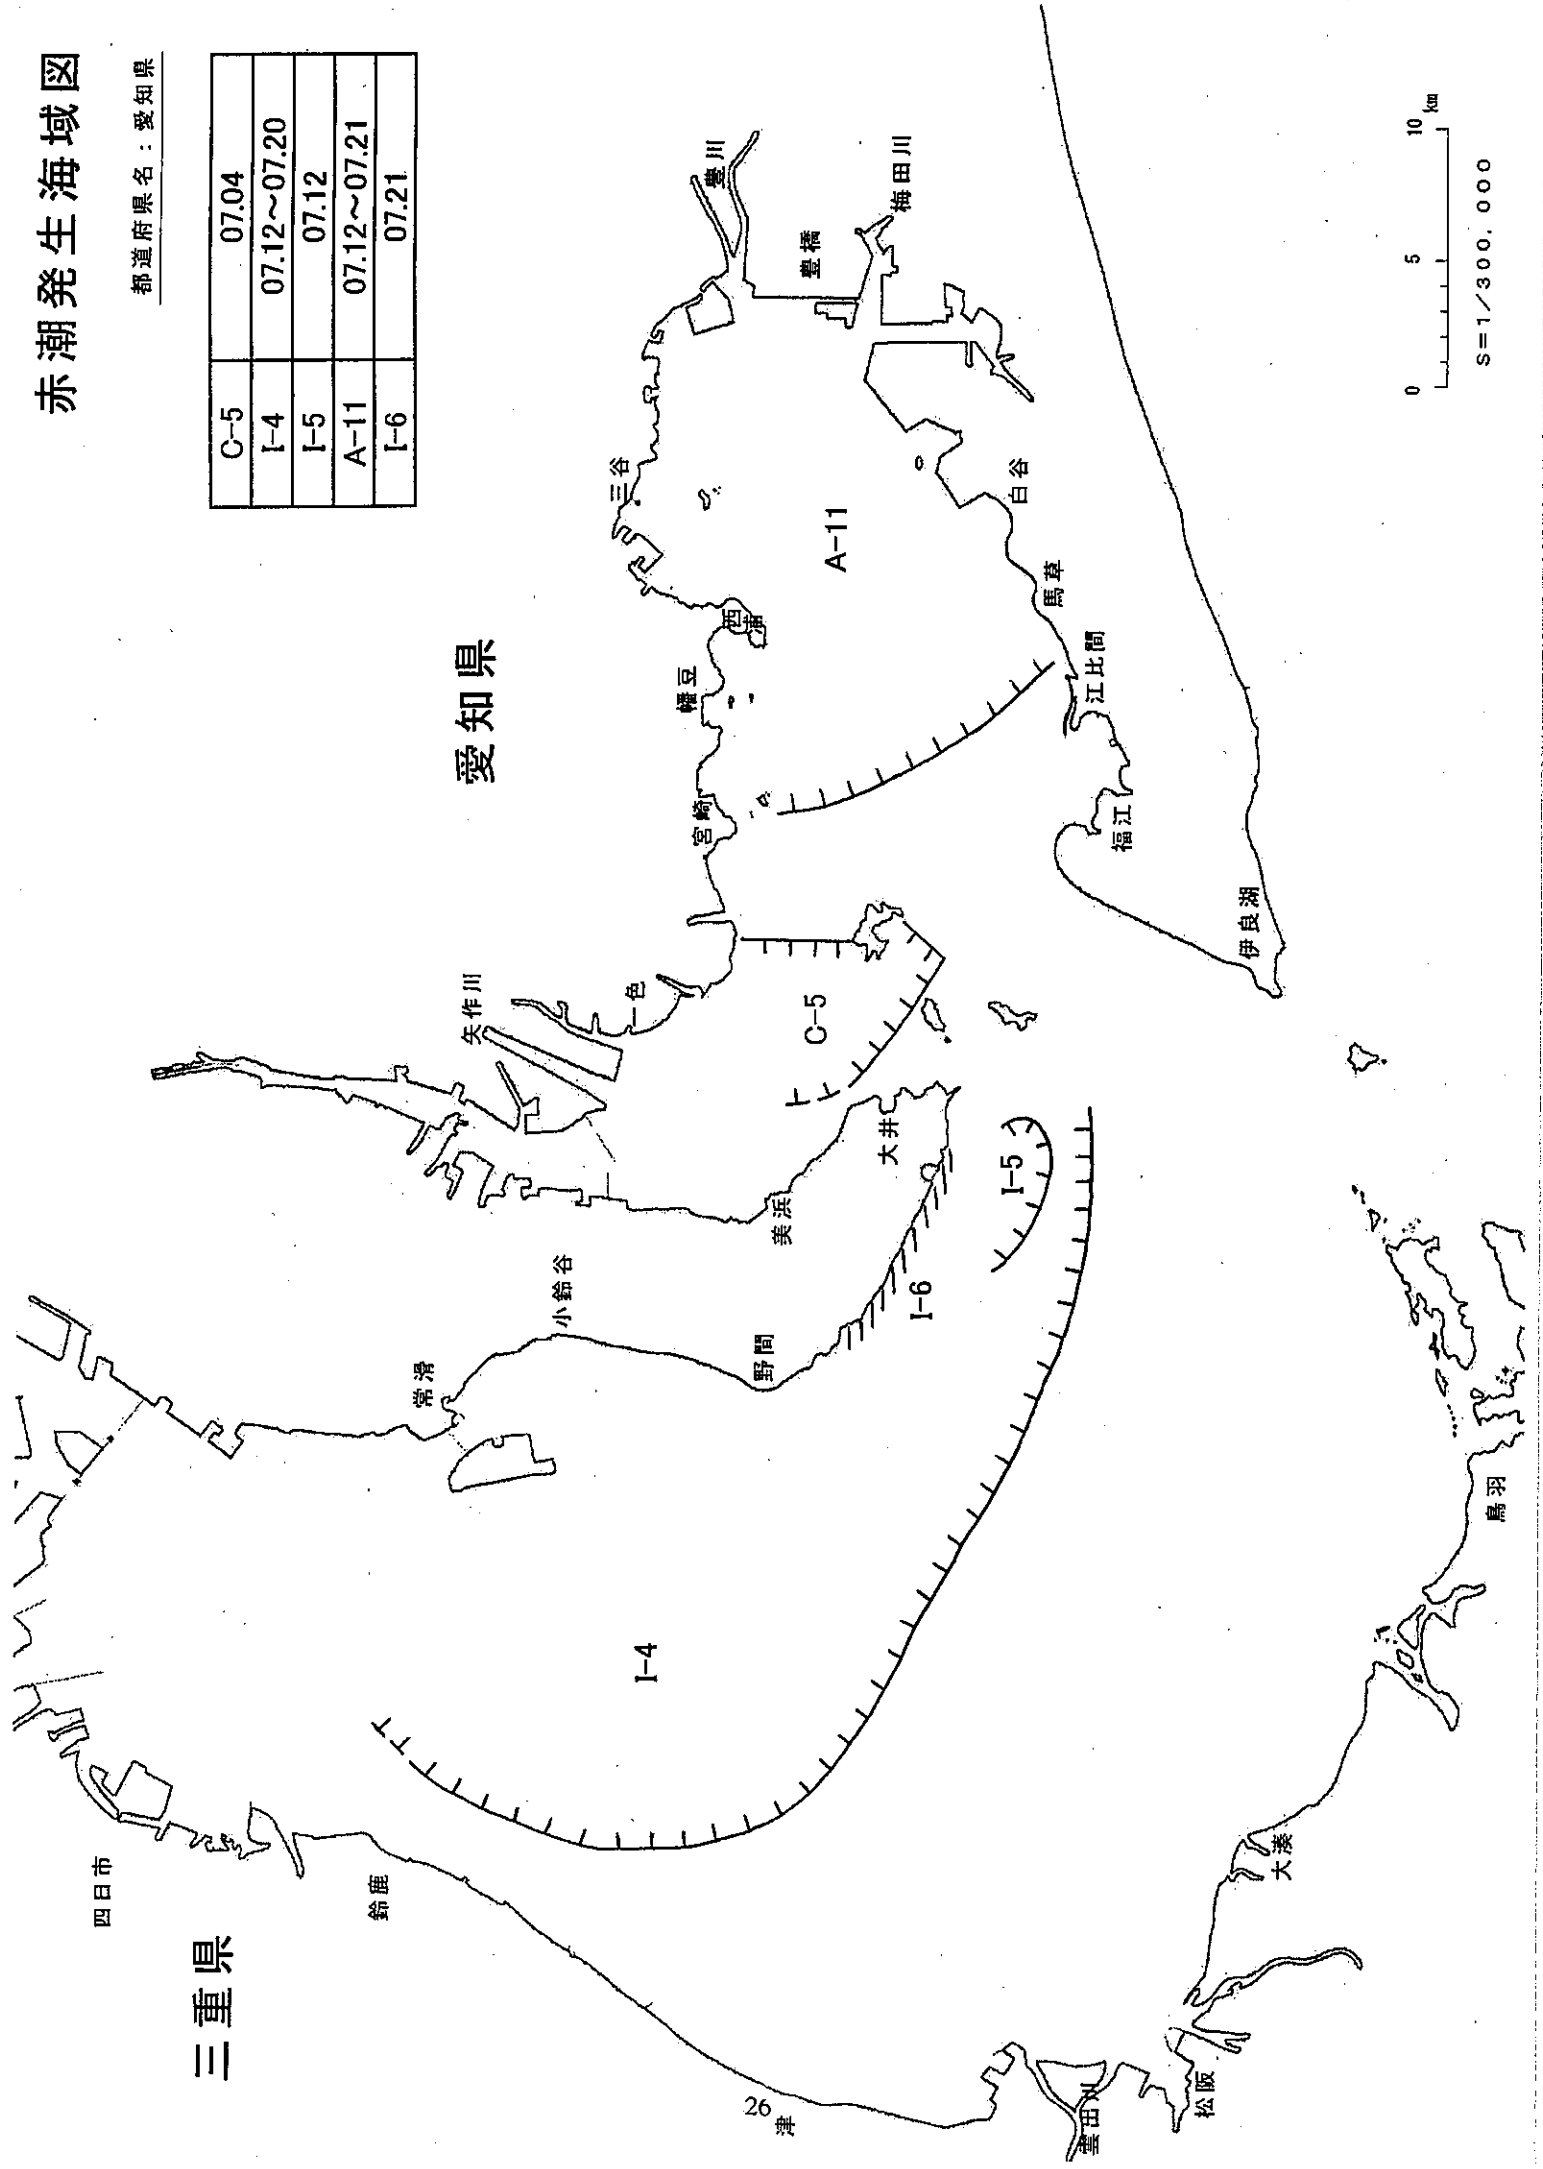 赤潮発生海域図
都道府県名：愛知県
C-5 07.04
I-4 07.12～07.20
I-5 07.12
A-11 07.12～07.21
I-6 07.21
愛知県
三重県
四日市
鈴鹿
津
雲出川
松阪
大湊
鳥羽
常滑
小鈴谷
野間
美浜
大井
矢作川
一色
宮崎
幡豆
西浦
三谷
豊川
豊橋
梅田川
白谷
馬草
江比間
福江
伊良湖
I-4
I-6
I-5
C-5
A-11
0 5 10 km
S=1/300,000
26